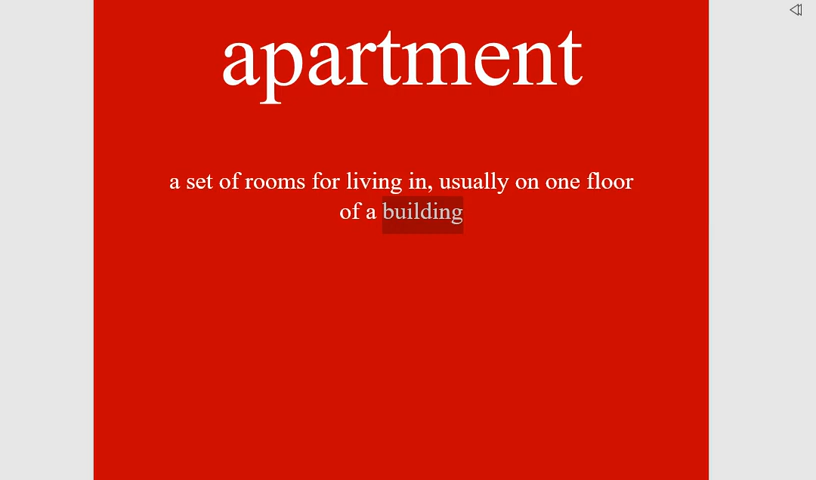 apartment
a set of rooms for living in, usually on one floor
of a building